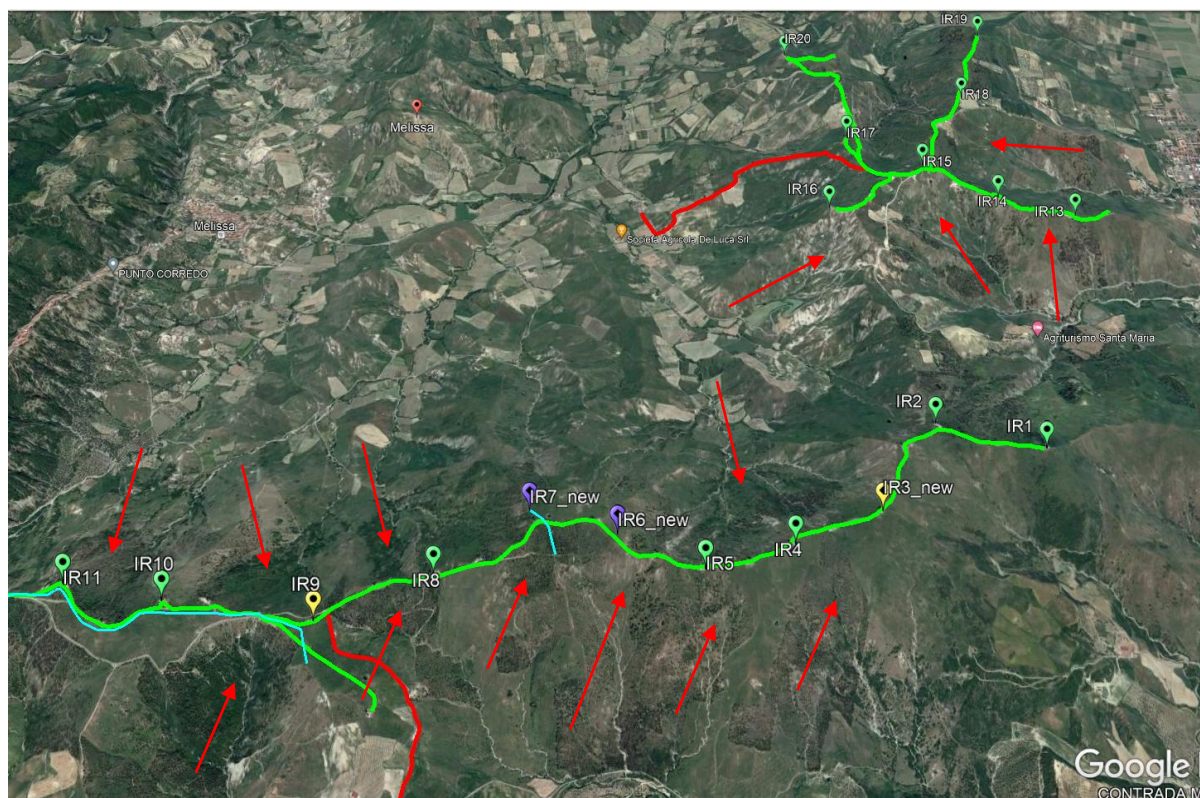 IR19
IR20
IR18
Melissa
IR17
IR15
IR16
IR14
IR13
Melissa
Società Agricola De Luca Srl
PUNTO CORREDO
Agriturismo Santa Maria
IR2
IR1
IR7_new
IR3_new
IR6_new
IR4
IR5
IR8
IR10
IR11
IR9
Google
CONTRADA M